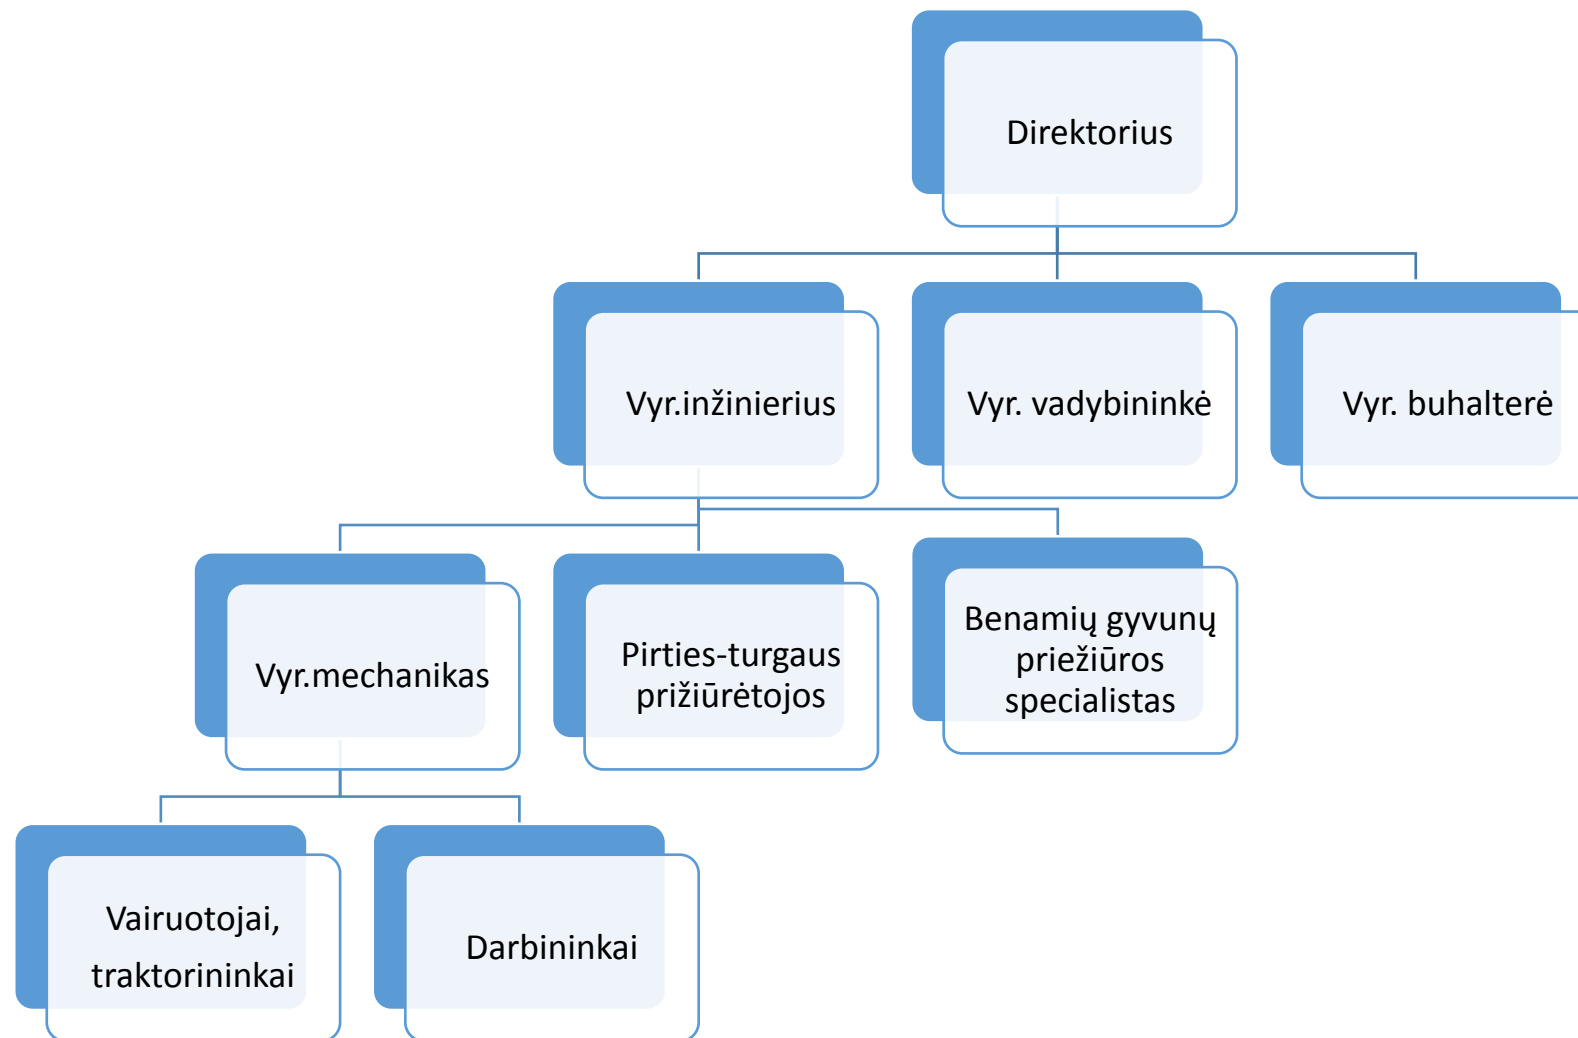 Direktorius
Vyr.inžinierius
Vyr. vadybininkė
Vyr. buhalterė
Vyr.mechanikas
Pirties-turgaus
prižiūrėtojos
Benamių gyvunų
priežiūros
specialistas
Vairuotojai,
traktorininkai
Darbininkai